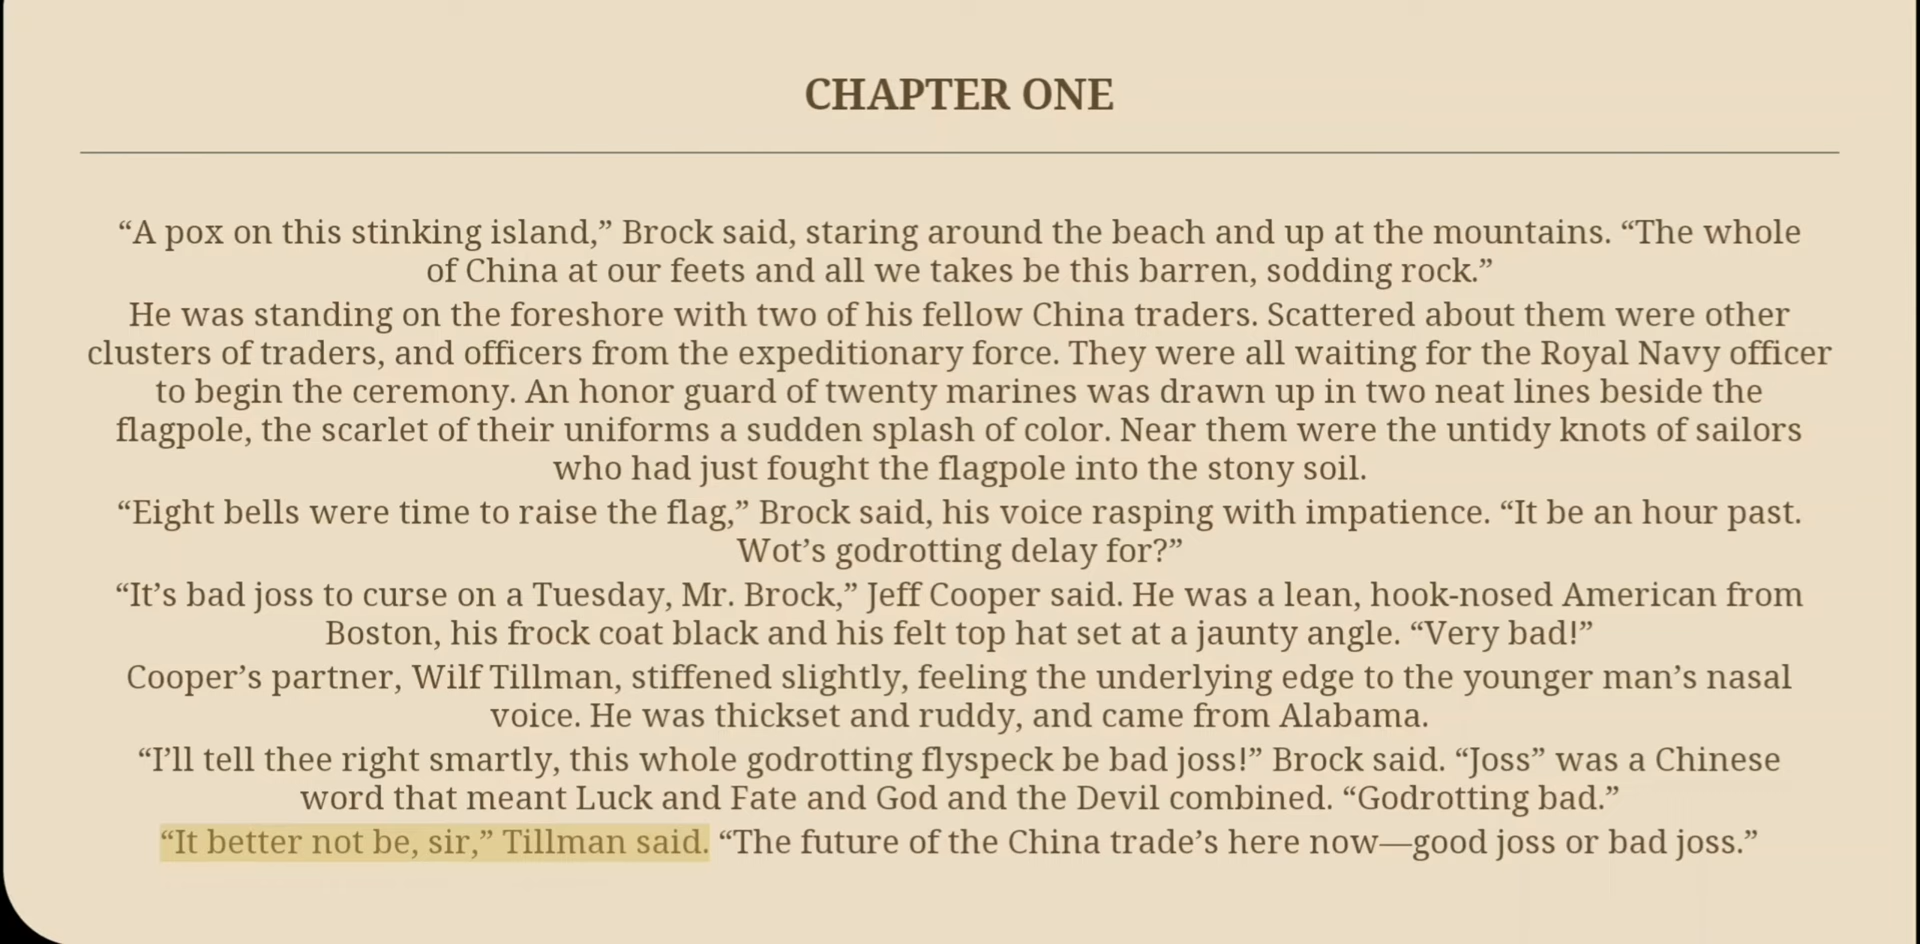 CHAPTER ONE
“A pox on this stinking island,” Brock said, staring around the beach and up at the mountains. “The whole
of China at our feets and all we takes be this barren, sodding rock.”
He was standing on the foreshore with two of his fellow China traders. Scattered about them were other
clusters of traders, and officers from the expeditionary force. They were all waiting for the Royal Navy officer
to begin the ceremony. An honor guard of twenty marines was drawn up in two neat lines beside the
flagpole, the scarlet of their uniforms a sudden splash of color. Near them were the untidy knots of sailors
who had just fought the flagpole into the stony soil.
“Eight bells were time to raise the flag,” Brock said, his voice rasping with impatience. “It be an hour past.
Wot’s godrotting delay for?”
“It’s bad joss to curse on a Tuesday, Mr. Brock,” Jeff Cooper said. He was a lean, hook-nosed American from
Boston, his frock coat black and his felt top hat set at a jaunty angle. “Very bad!”
Cooper’s partner, Wilf Tillman, stiffened slightly, feeling the underlying edge to the younger man’s nasal
voice. He was thickset and ruddy, and came from Alabama.
“I’ll tell thee right smartly, this whole godrotting flyspeck be bad joss!” Brock said. “Joss” was a Chinese
word that meant Luck and Fate and God and the Devil combined. “Godrotting bad.”
“It better not be, sir,” Tillman said. “The future of the China trade’s here now—good joss or bad joss.”